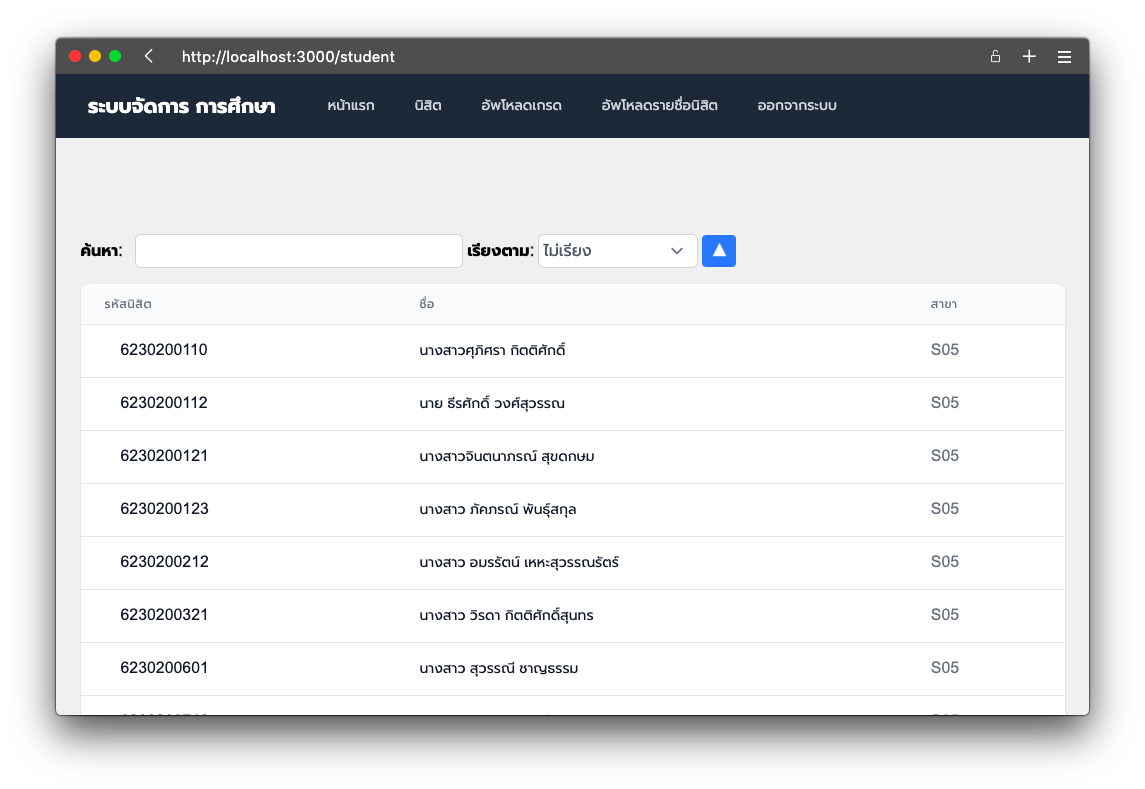 http://localhost:3000/student
ระบบจัดการ การศึกษา หน้าแรก นิสิต อัพโหลดเกรด อัพโหลดรายชื่อนิสิต ออกจากระบบ
ค้นหา: เรียงตาม: ไม่เรียง
รหัสนิสิต ชื่อ สาขา
6230200110 นางสาวศุภิศรา กิตติศักดิ์ S05
6230200112 นาย ธีรศักดิ์ วงศ์สุวรรณ S05
6230200121 นางสาวจินตนาภรณ์ สุขดกษม S05
6230200123 นางสาว ภัคภรณ์ พันธุ์สกุล S05
6230200212 นางสาว อมรรัตน์ เหหะสุวรรณรัตร์ S05
6230200321 นางสาว วิรดา กิตติศักดิ์สุนทร S05
6230200601 นางสาว สุวรรณี ชาญธรรม S05